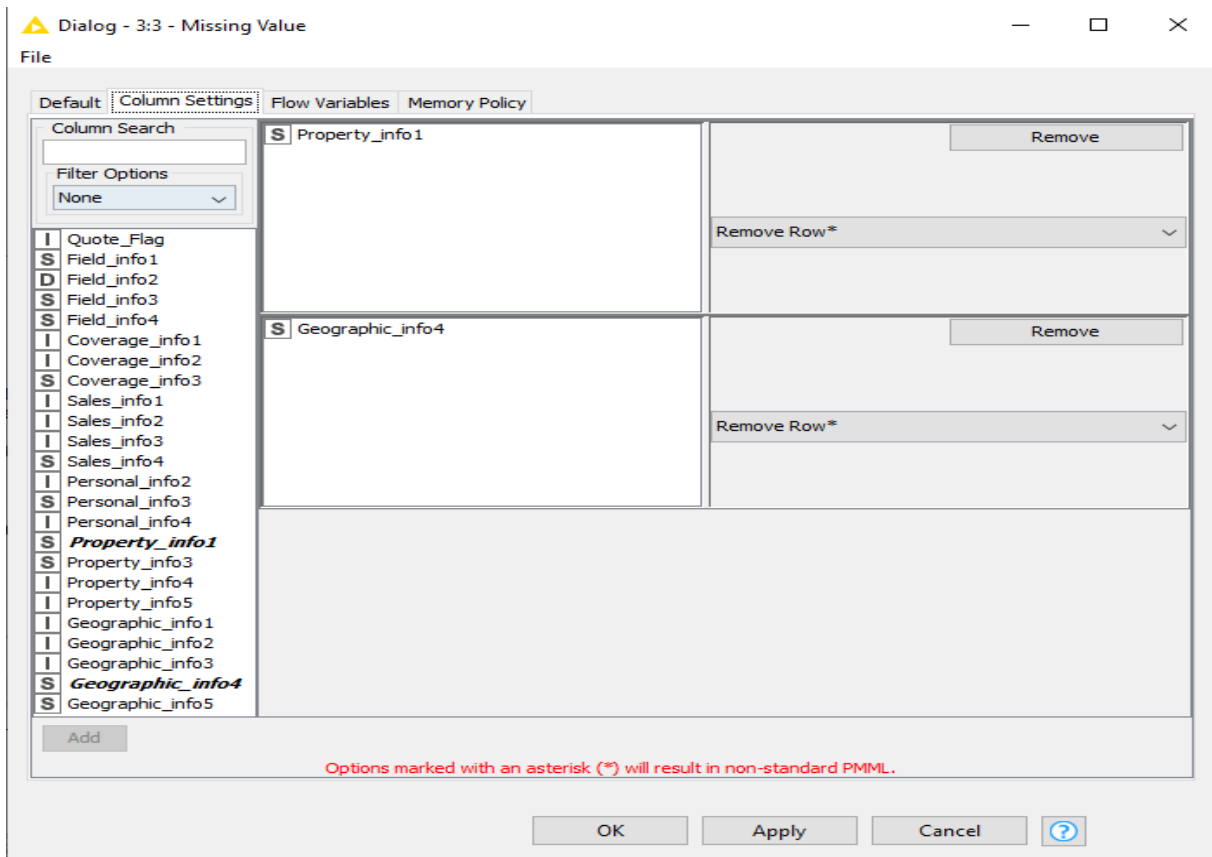 Dialog - 3:3 - Missing Value
File
Default Column Settings Flow Variables Memory Policy
Column Search
Filter Options
None
I Quote_Flag
S Field_info1
D Field_info2
S Field_info3
S Field_info4
I Coverage_info1
I Coverage_info2
S Coverage_info3
I Sales_info1
I Sales_info2
I Sales_info3
S Sales_info4
I Personal_info2
S Personal_info3
I Personal_info4
S Property_info1
S Property_info3
I Property_info4
I Property_info5
I Geographic_info1
I Geographic_info2
I Geographic_info3
S Geographic_info4
S Geographic_info5
Add
S Property_info1
Remove
Remove Row*
S Geographic_info4
Remove
Remove Row*
Options marked with an asterisk (*) will result in non-standard PMML.
OK Apply Cancel ?